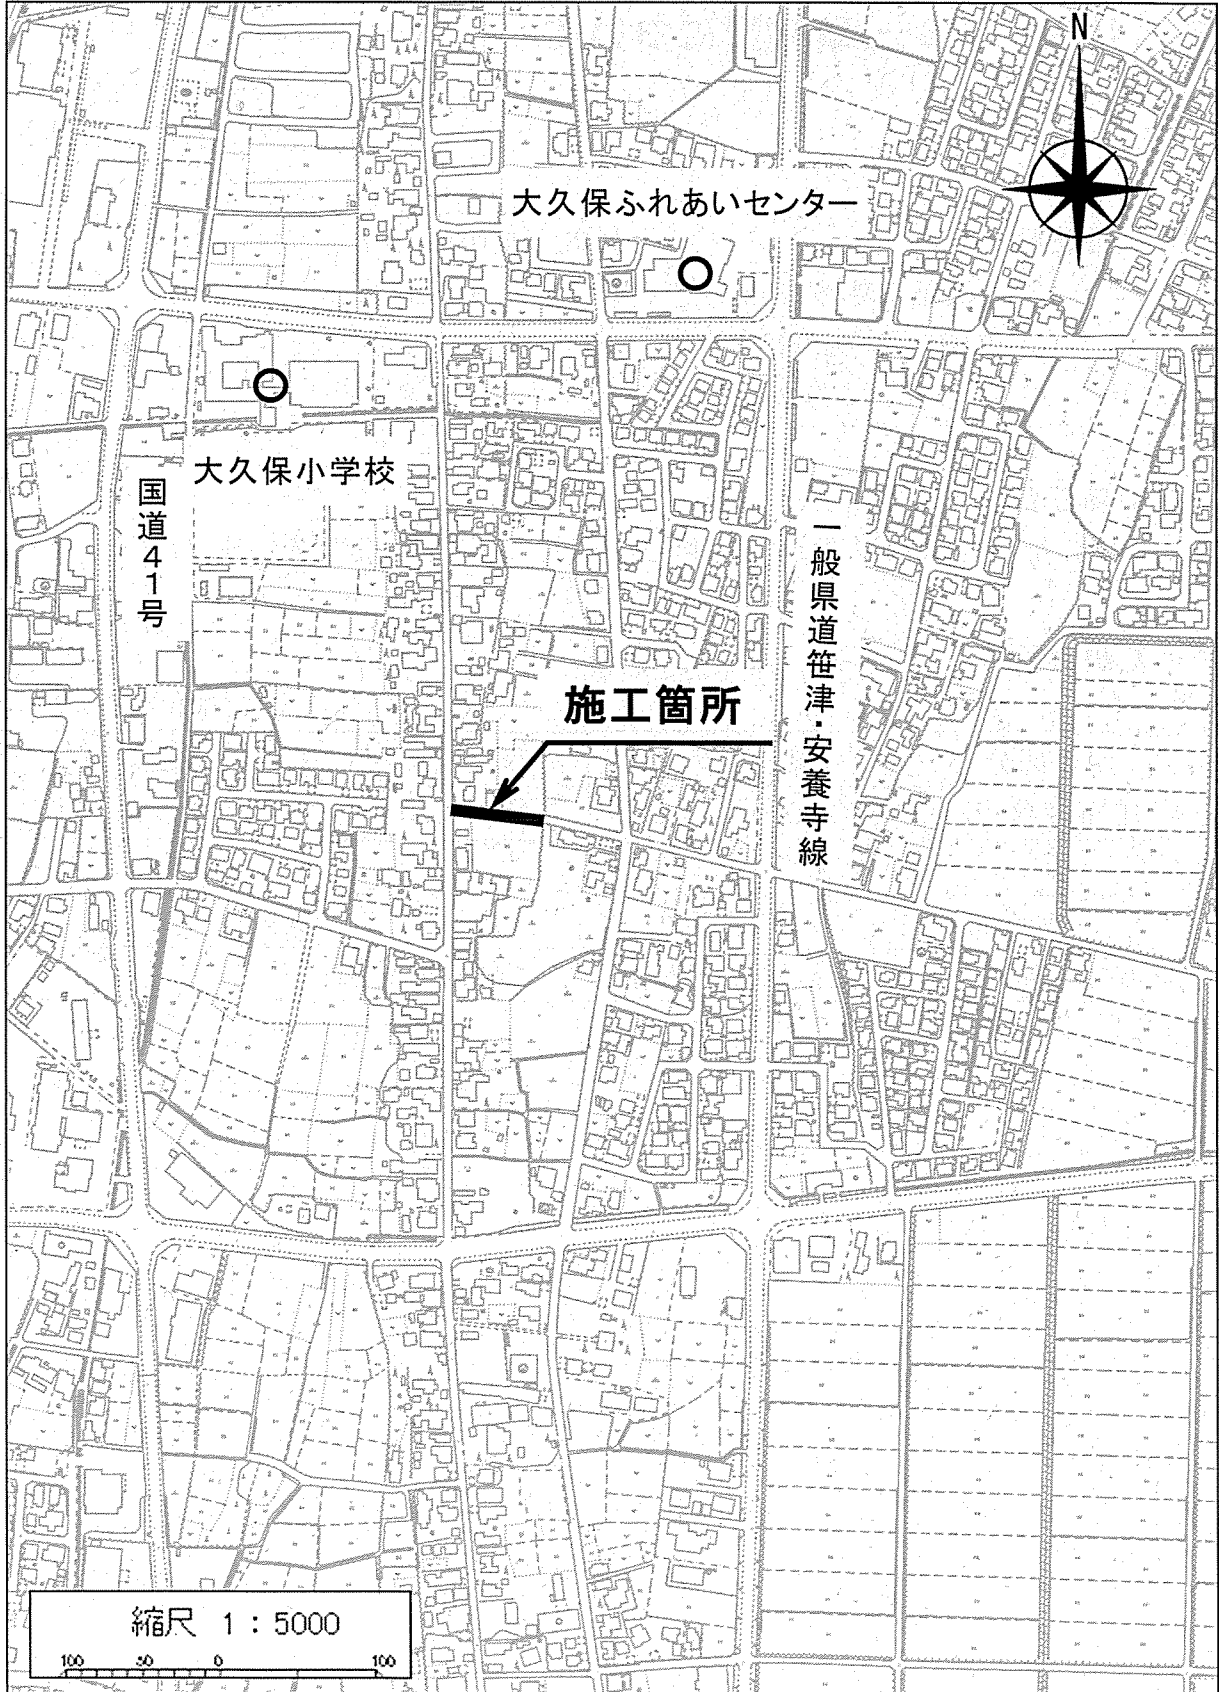 N
大久保ふれあいセンター
大久保小学校
国道41号
一般県道笹津・安養寺線
施工箇所
縮尺 1:5000
100 50 0 100